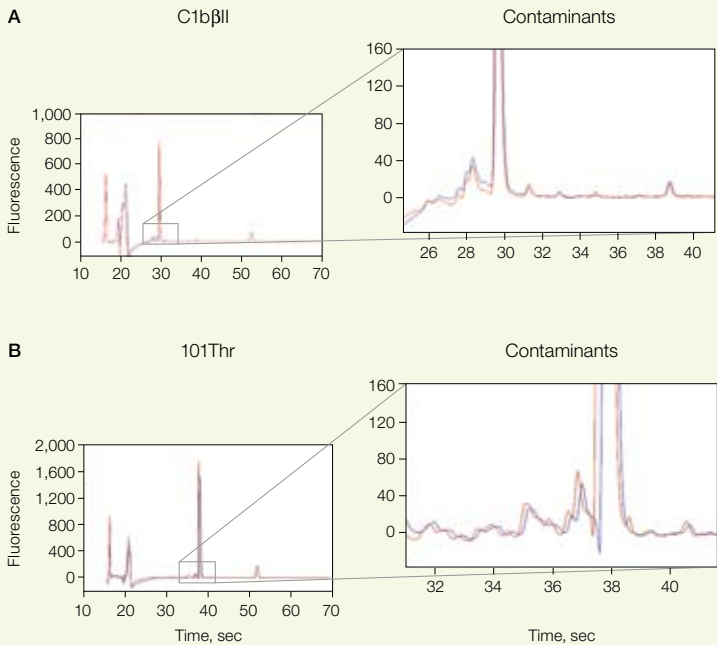 A
C1bβII
Contaminants
160
120
80
40
0
26 28 30 32 34 36 38 40
Fluorescence
1,000
800
600
400
200
0
10 20 30 40 50 60 70
B
101Thr
Contaminants
160
120
80
40
0
32 34 36 38 40
Fluorescence
2,000
1,600
1,200
800
400
0
10 20 30 40 50 60 70
Time, sec
Time, sec